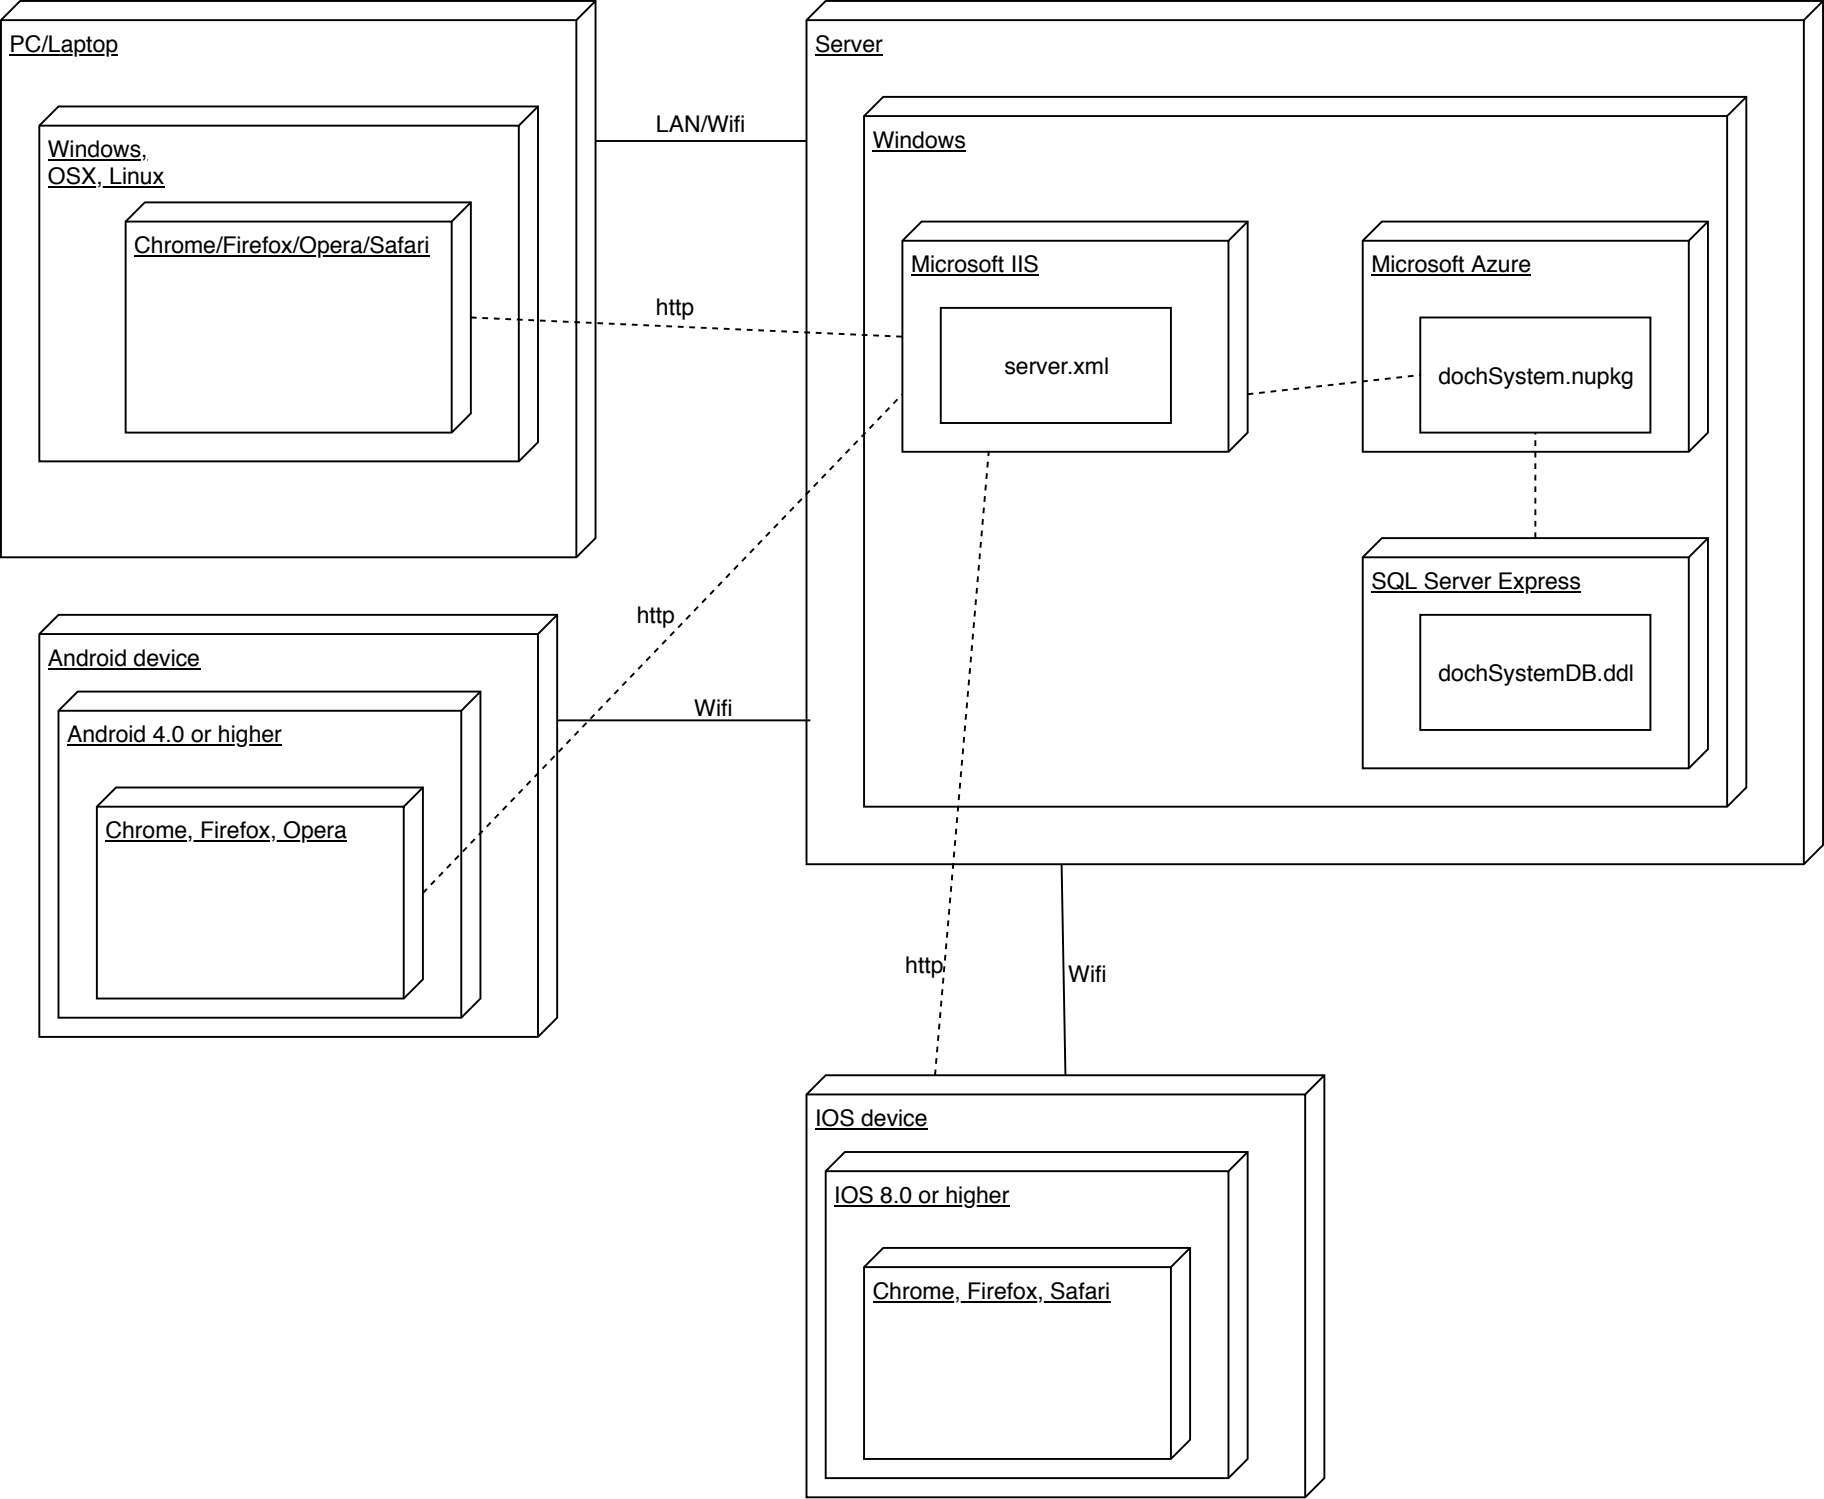 PC/Laptop
Windows,
OSX, Linux
Chrome/Firefox/Opera/Safari
LAN/Wifi
http
Server
Windows
Microsoft IIS
server.xml
Microsoft Azure
dochSystem.nupkg
SQL Server Express
dochSystemDB.ddl
http
Wifi
Android device
Android 4.0 or higher
Chrome, Firefox, Opera
http
Wifi
IOS device
IOS 8.0 or higher
Chrome, Firefox, Safari